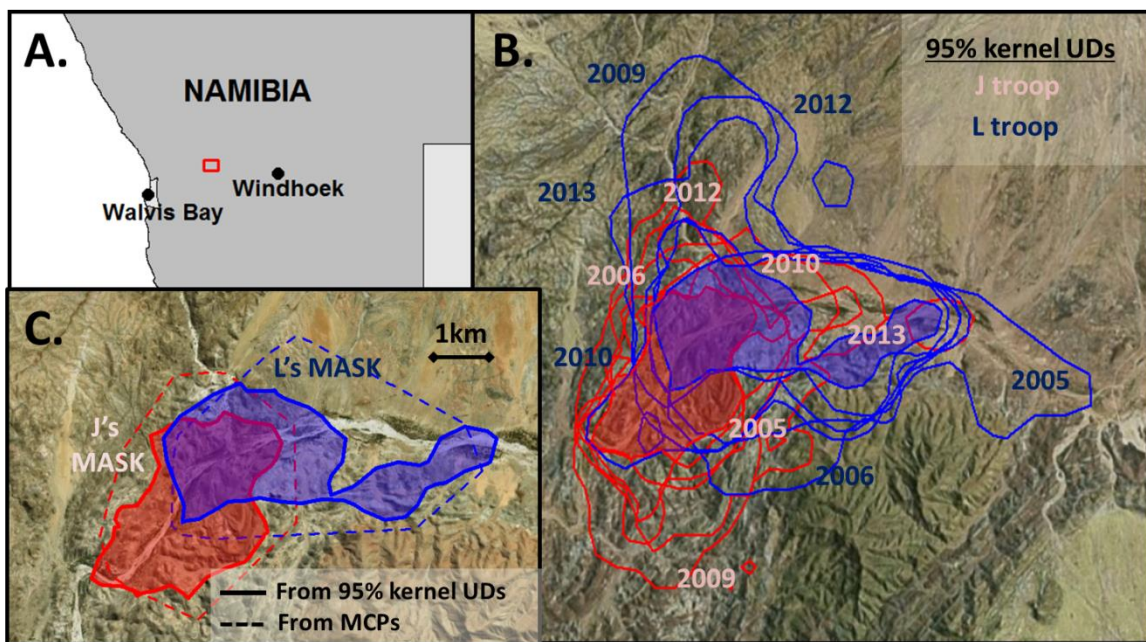 A.
NAMIBIA
Windhoek
Walvis Bay
B.
95% kernel UDs
J troop
L troop
2009
2012
2013
2012
2006
2010
2010
2013
2005
2005
2006
2009
C.
1km
L's MASK
J's
MASK
From 95% kernel UDs
From MCPs